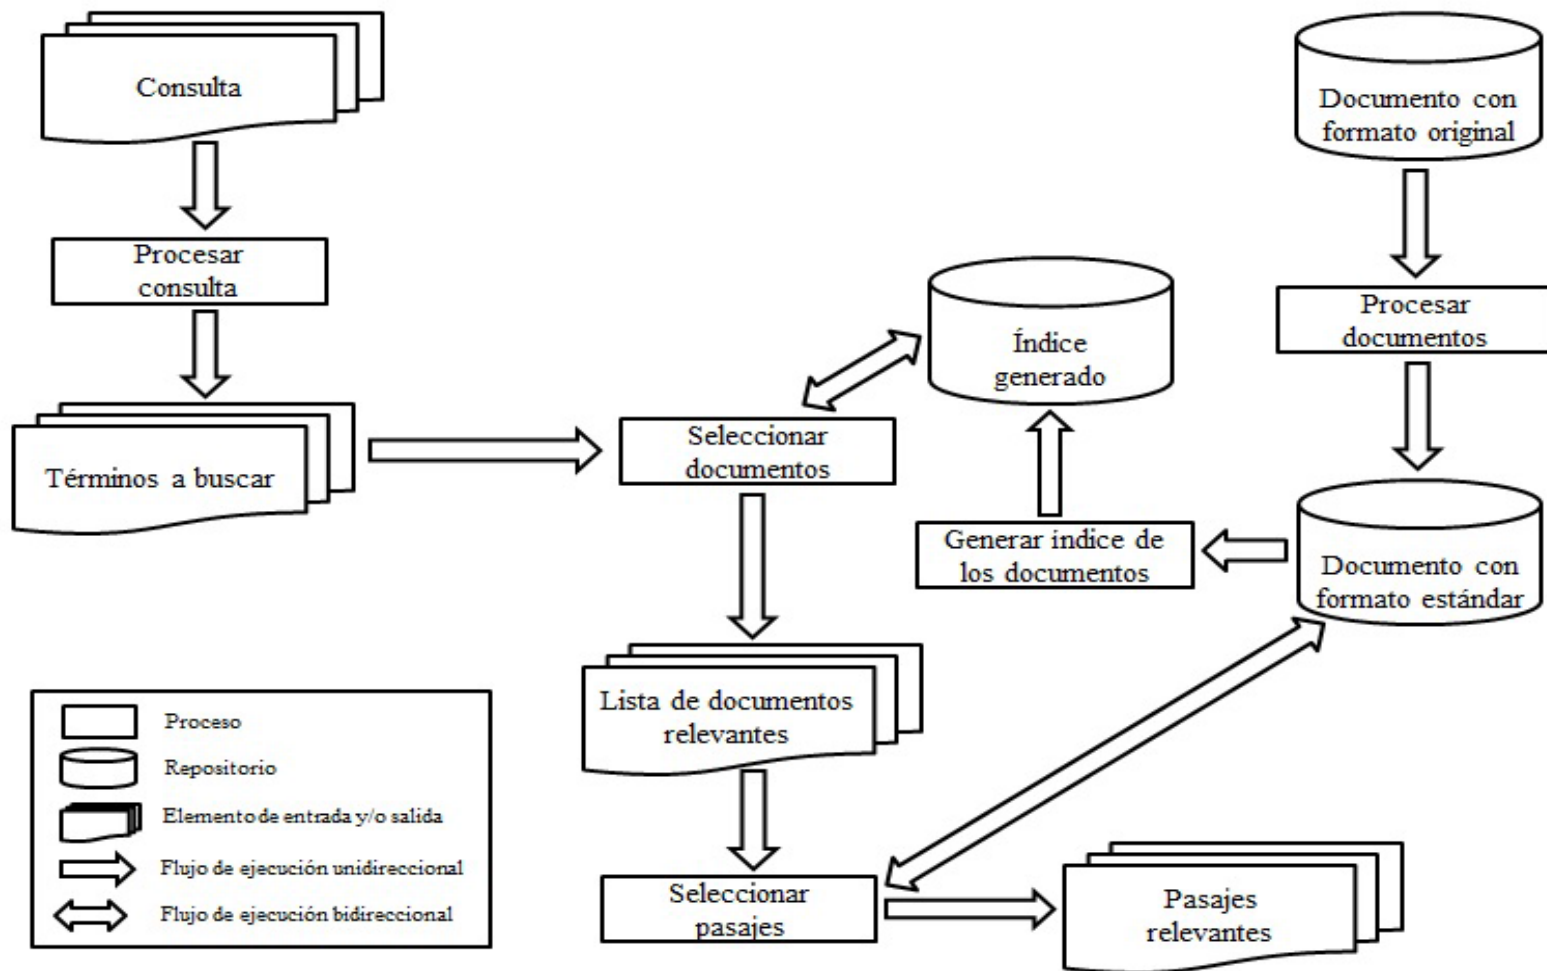 Consulta
Documento con
formato original
Procesar
consulta
Procesar
documentos
Índice
generado
Términos a buscar
Seleccionar
documentos
Generar índice de
los documentos
Documento con
formato estándar
Lista de documentos
relevantes
Seleccionar
pasajes
Pasajes
relevantes
Proceso
Repositorio
Elemento de entrada y/o salida
Flujo de ejecución unidireccional
Flujo de ejecución bidireccional